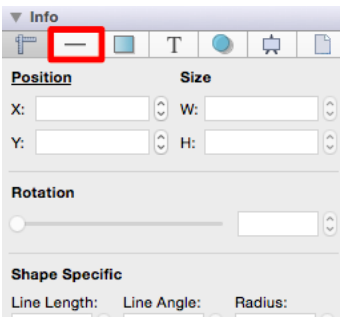 Info
T
Position Size
X: W:
Y: H:
Rotation
Shape Specific
Line Length: Line Angle: Radius: